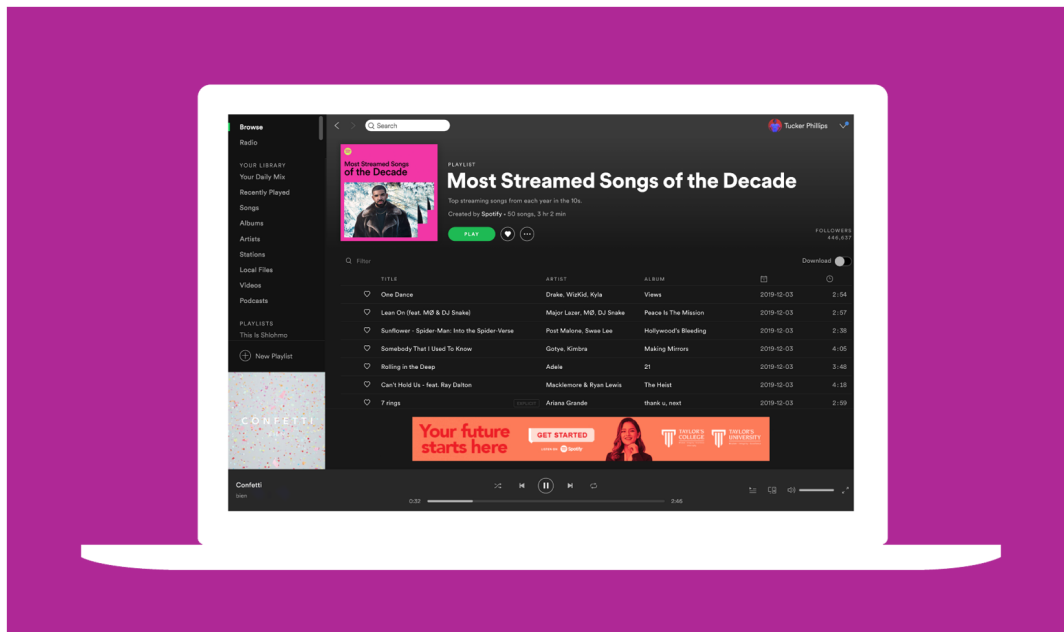 Browse
Radio
YOUR LIBRARY
Your Daily Mix
Recently Played
Songs
Albums
Artists
Stations
Local Files
Videos
Podcasts
PLAYLISTS
This Is Shlohmo
New Playlist
CONFETTI
Confetti
Search
Tucker Phillips
Most Streamed Songs
of the Decade
PLAYLIST
Most Streamed Songs of the Decade
Top streaming songs from each year in the 10s.
Created by Spotify • 50 songs, 3 hr 2 min
PLAY
FOLLOWERS
446,637
Filter
Download
TITLE ARTIST ALBUM
One Dance Drake, WizKid, Kyla Views 2019-12-03 2:54
Lean On (feat. MØ & DJ Snake) Major Lazer, MØ, DJ Snake Peace Is The Mission 2019-12-03 2:57
Sunflower - Spider-Man: Into the Spider-Verse Post Malone, Swae Lee Hollywood's Bleeding 2019-12-03 2:38
Somebody That I Used To Know Gotye, Kimbra Making Mirrors 2019-12-03 4:05
Rolling in the Deep Adele 21 2019-12-03 3:48
Can't Hold Us - feat. Ray Dalton Macklemore & Ryan Lewis The Heist 2019-12-03 4:18
7 rings EXPLICIT Ariana Grande thank u, next 2019-12-03 2:59
Your future
starts here
GET STARTED
Spotify
TAYLOR'S
COLLEGE
TAYLOR'S
UNIVERSITY
0:32
2:46